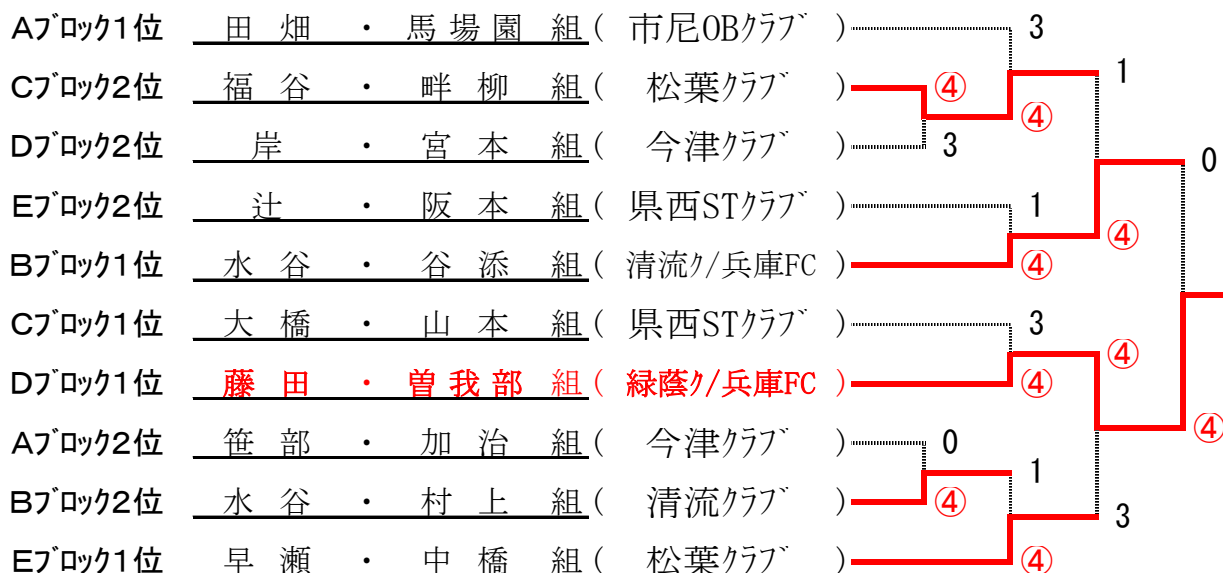 Aブロック1位 田畑・馬場園組(市尼OBクラブ) 3
1
Cブロック2位 福谷・畔柳組(松葉クラブ) ④
④
Dブロック2位 岸・宮本組(今津クラブ) 3
0
Eブロック2位 辻・阪本組(県西STクラブ) 1
④
Bブロック1位 水谷・谷添組(清流ク/兵庫FC) ④
Cブロック1位 大橋・山本組(県西STクラブ) 3
④
Dブロック1位 藤田・曽我部組(緑蔭ク/兵庫FC) ④
④
Aブロック2位 笹部・加治組(今津クラブ) 0
1
Bブロック2位 水谷・村上組(清流クラブ) ④
3
Eブロック1位 早瀬・中橋組(松葉クラブ) ④